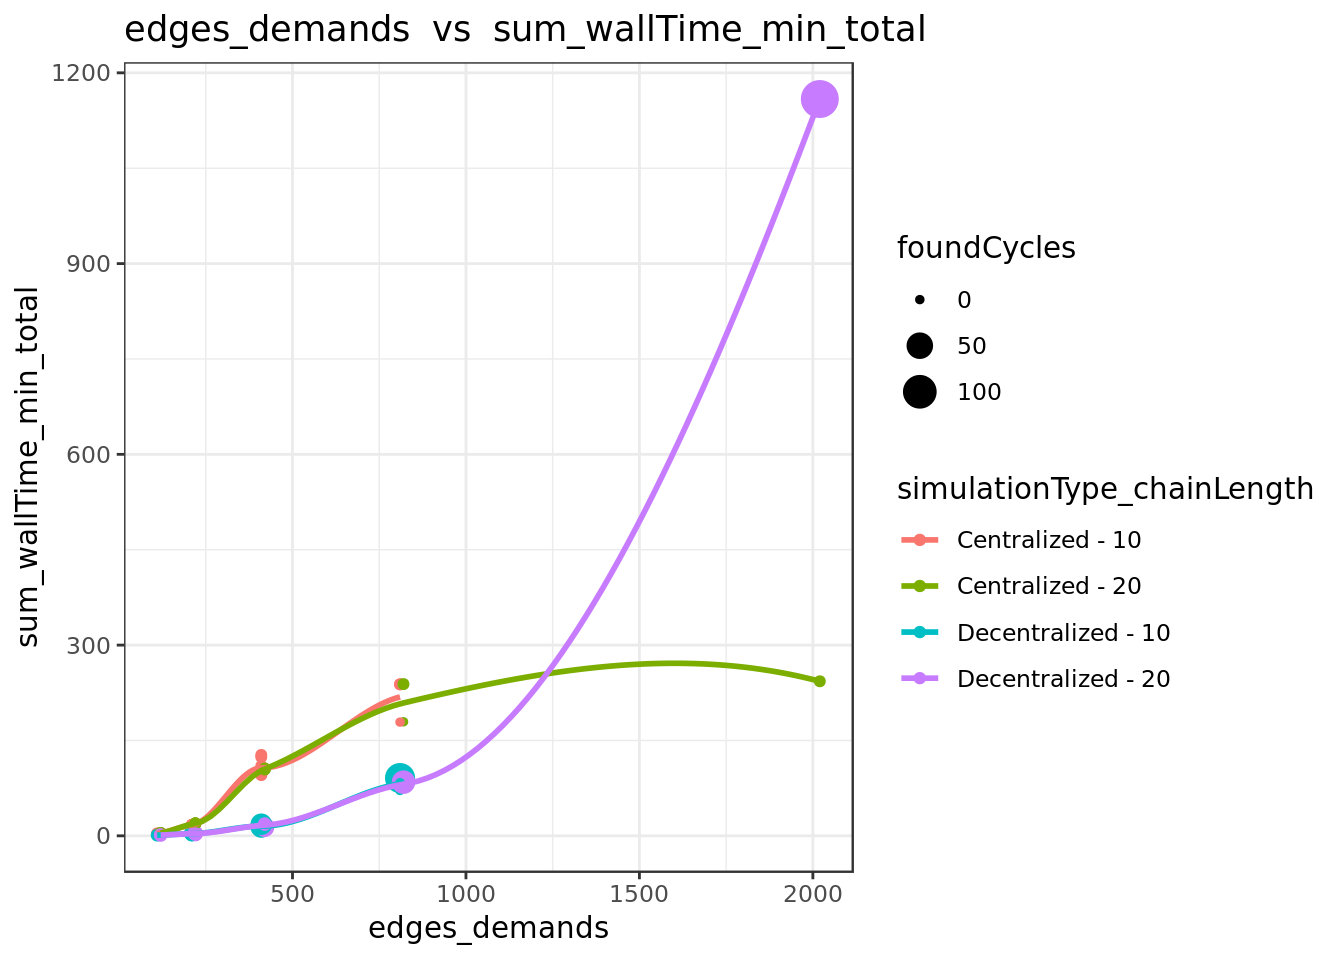 edges_demands  vs  sum_wallTime_min_total
1200
900
600
300
0
sum_wallTime_min_total
500
1000
1500
2000
edges_demands
foundCycles
0
50
100
simulationType_chainLength
Centralized - 10
Centralized - 20
Decentralized - 10
Decentralized - 20